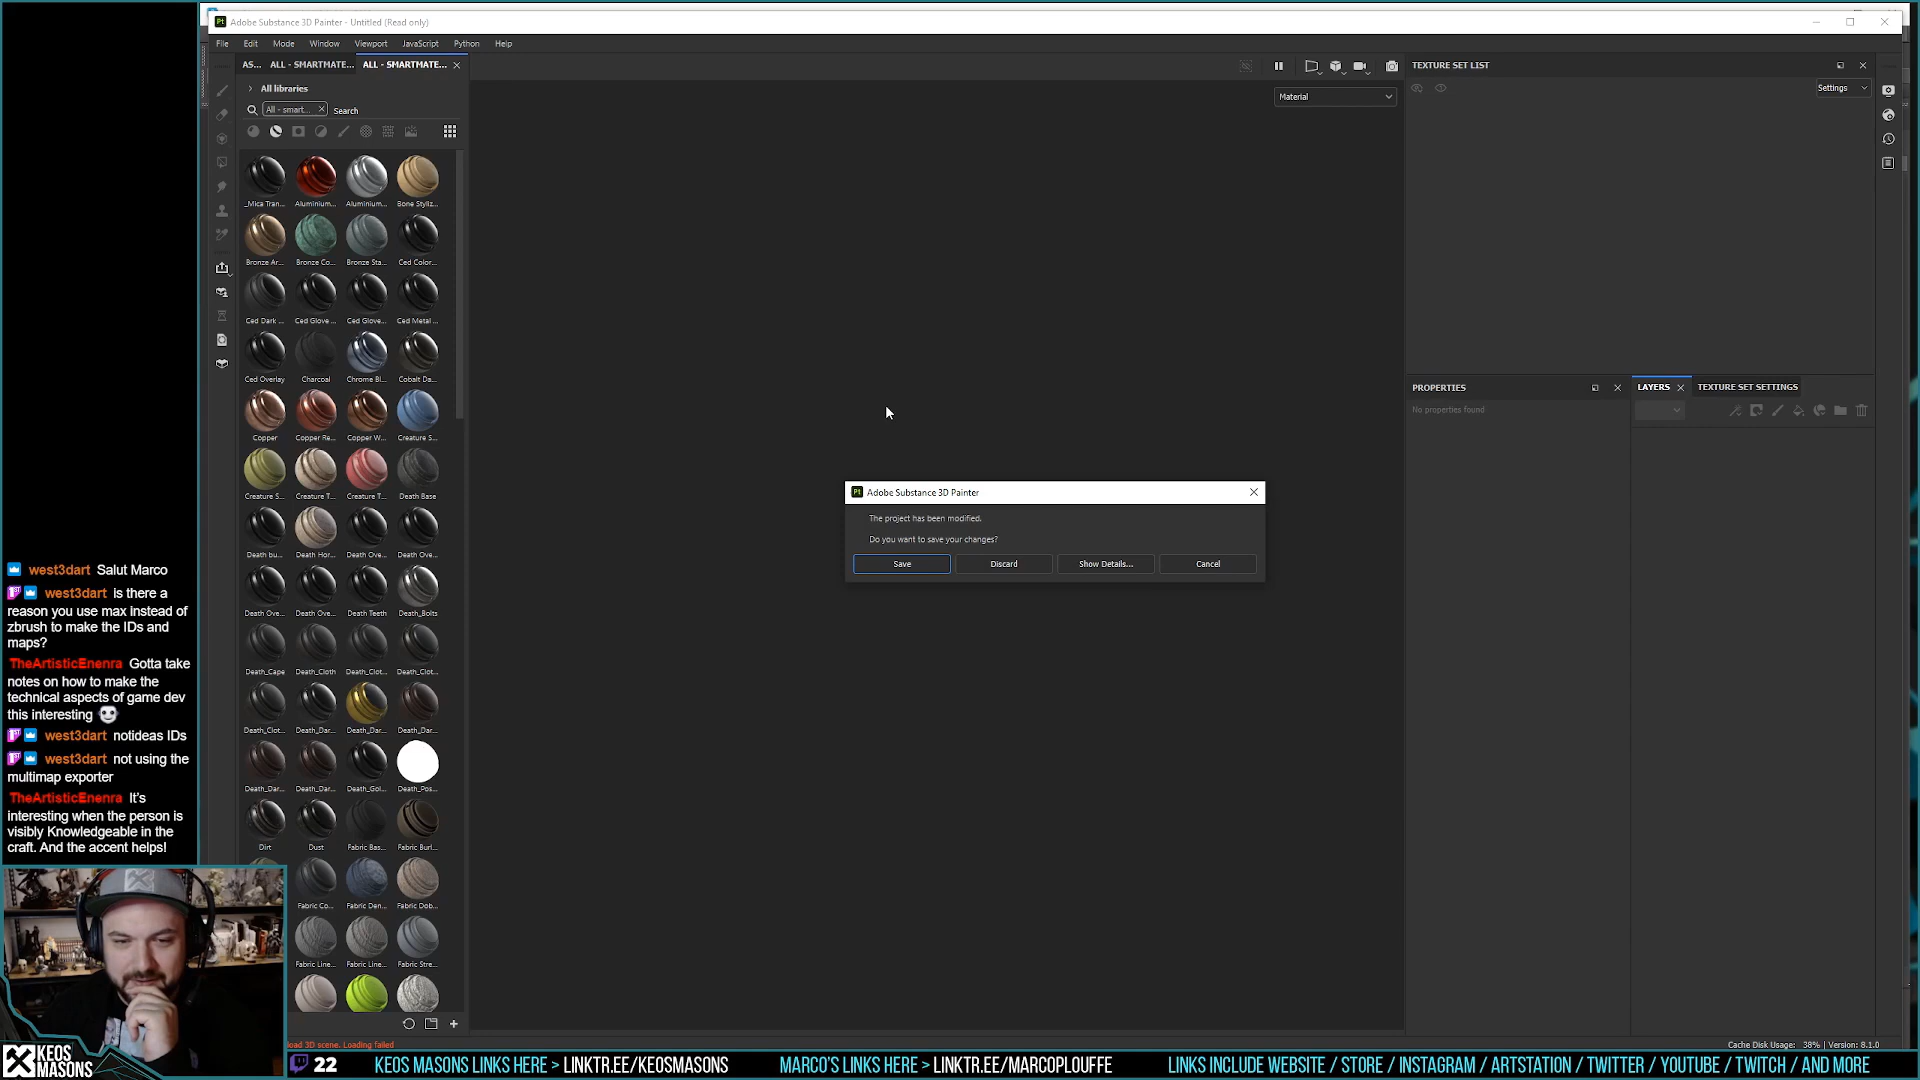 Adobe Substance 3D Painter - Untitled (Read only)
File Edit Mode Window Viewport JavaScript Python Help
AS... ALL - SMARTMATE... ALL - SMARTMATE...
All libraries
All - smart... Search
_Mica Tran... Aluminium... Aluminium... Bone Styliz...
Bronze Ar... Bronze Co... Bronze Sta... Ced Color...
Ced Dark ... Ced Glove ... Ced Glove... Ced Metal ...
Ced Overlay Charcoal Chrome Bl... Cobalt Da...
Copper Copper Re... Copper W... Creature S...
Creature S... Creature T... Creature T... Death Base
Death bu... Death Hor... Death Ove... Death Ove...
Death Ove... Death Ove... Death Teeth Death_Bolts
Death_Cape Death_Cloth Death_Clot... Death_Clot...
Death_Clot... Death_Dar... Death_Dar... Death_Dar...
Death_Dar... Death_Dar... Death_Gol... Death_Pos...
Dirt Dust Fabric Bas... Fabric Burl...
Fabric Co... Fabric Den... Fabric Dob...
Fabric Line... Fabric Line... Fabric Stre...
Material
TEXTURE SET LIST
Settings
PROPERTIES
No properties found
LAYERS TEXTURE SET SETTINGS
Adobe Substance 3D Painter
The project has been modified.
Do you want to save your changes?
Save Discard Show Details... Cancel
west3dart Salut Marco
west3dart is there a
reason you use max instead of
zbrush to make the IDs and
maps?
TheArtisticEnenra Gotta take
notes on how to make the
technical aspects of game dev
this interesting
west3dart notideas IDs
west3dart not using the
multimap exporter
TheArtisticEnenra It's
interesting when the person is
visibly Knowledgeable in the
craft. And the accent helps!
load 3D scene. Loading failed
Cache Disk Usage: 38% | Version: 8.1.0
KEOS
MASONS
22 KEOS MASONS LINKS HERE > LINKTR.EE/KEOSMASONS MARCO'S LINKS HERE > LINKTR.EE/MARCOPLOUFFE LINKS INCLUDE WEBSITE / STORE / INSTAGRAM / ARTSTATION / TWITTER / YOUTUBE / TWITCH / AND MORE